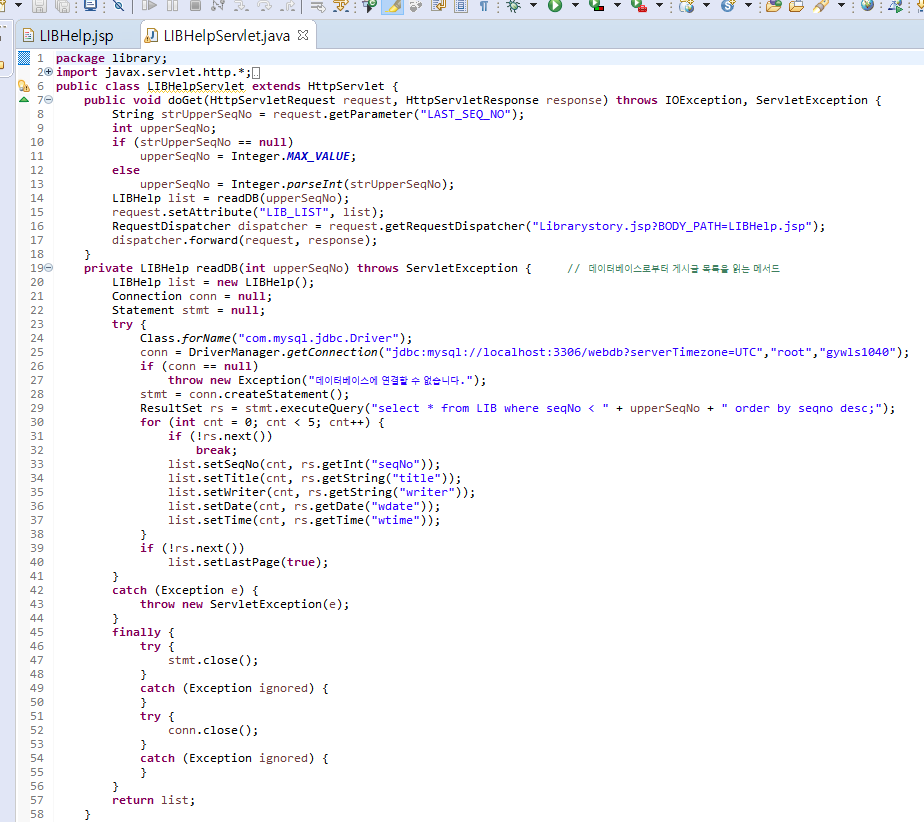 LIBHelp.jsp
LIBHelpServlet.java
1 package library;
2 import javax.servlet.http.*;
6 public class LIBHelpServlet extends HttpServlet {
7 public void doGet(HttpServletRequest request, HttpServletResponse response) throws IOException, ServletException {
8 String strUpperSeqNo = request.getParameter("LAST_SEQ_NO");
9 int upperSeqNo;
10 if (strUpperSeqNo == null)
11 upperSeqNo = Integer.MAX_VALUE;
12 else
13 upperSeqNo = Integer.parseInt(strUpperSeqNo);
14 LIBHelp list = readDB(upperSeqNo);
15 request.setAttribute("LIB_LIST", list);
16 RequestDispatcher dispatcher = request.getRequestDispatcher("Librarystory.jsp?BODY_PATH=LIBHelp.jsp");
17 dispatcher.forward(request, response);
18 }
19 private LIBHelp readDB(int upperSeqNo) throws ServletException { // 데이터베이스로부터 게시글 목록을 읽는 메서드
20 LIBHelp list = new LIBHelp();
21 Connection conn = null;
22 Statement stmt = null;
23 try {
24 Class.forName("com.mysql.jdbc.Driver");
25 conn = DriverManager.getConnection("jdbc:mysql://localhost:3306/webdb?serverTimezone=UTC","root","gywls1040");
26 if (conn == null)
27 throw new Exception("데이터베이스에 연결할 수 없습니다.");
28 stmt = conn.createStatement();
29 ResultSet rs = stmt.executeQuery("select * from LIB where seqNo < " + upperSeqNo + " order by seqno desc;");
30 for (int cnt = 0; cnt < 5; cnt++) {
31 if (!rs.next())
32 break;
33 list.setSeqNo(cnt, rs.getInt("seqNo"));
34 list.setTitle(cnt, rs.getString("title"));
35 list.setWriter(cnt, rs.getString("writer"));
36 list.setDate(cnt, rs.getDate("wdate"));
37 list.setTime(cnt, rs.getTime("wtime"));
38 }
39 if (!rs.next())
40 list.setLastPage(true);
41 }
42 catch (Exception e) {
43 throw new ServletException(e);
44 }
45 finally {
46 try {
47 stmt.close();
48 }
49 catch (Exception ignored) {
50 }
51 try {
52 conn.close();
53 }
54 catch (Exception ignored) {
55 }
56 }
57 return list;
58 }